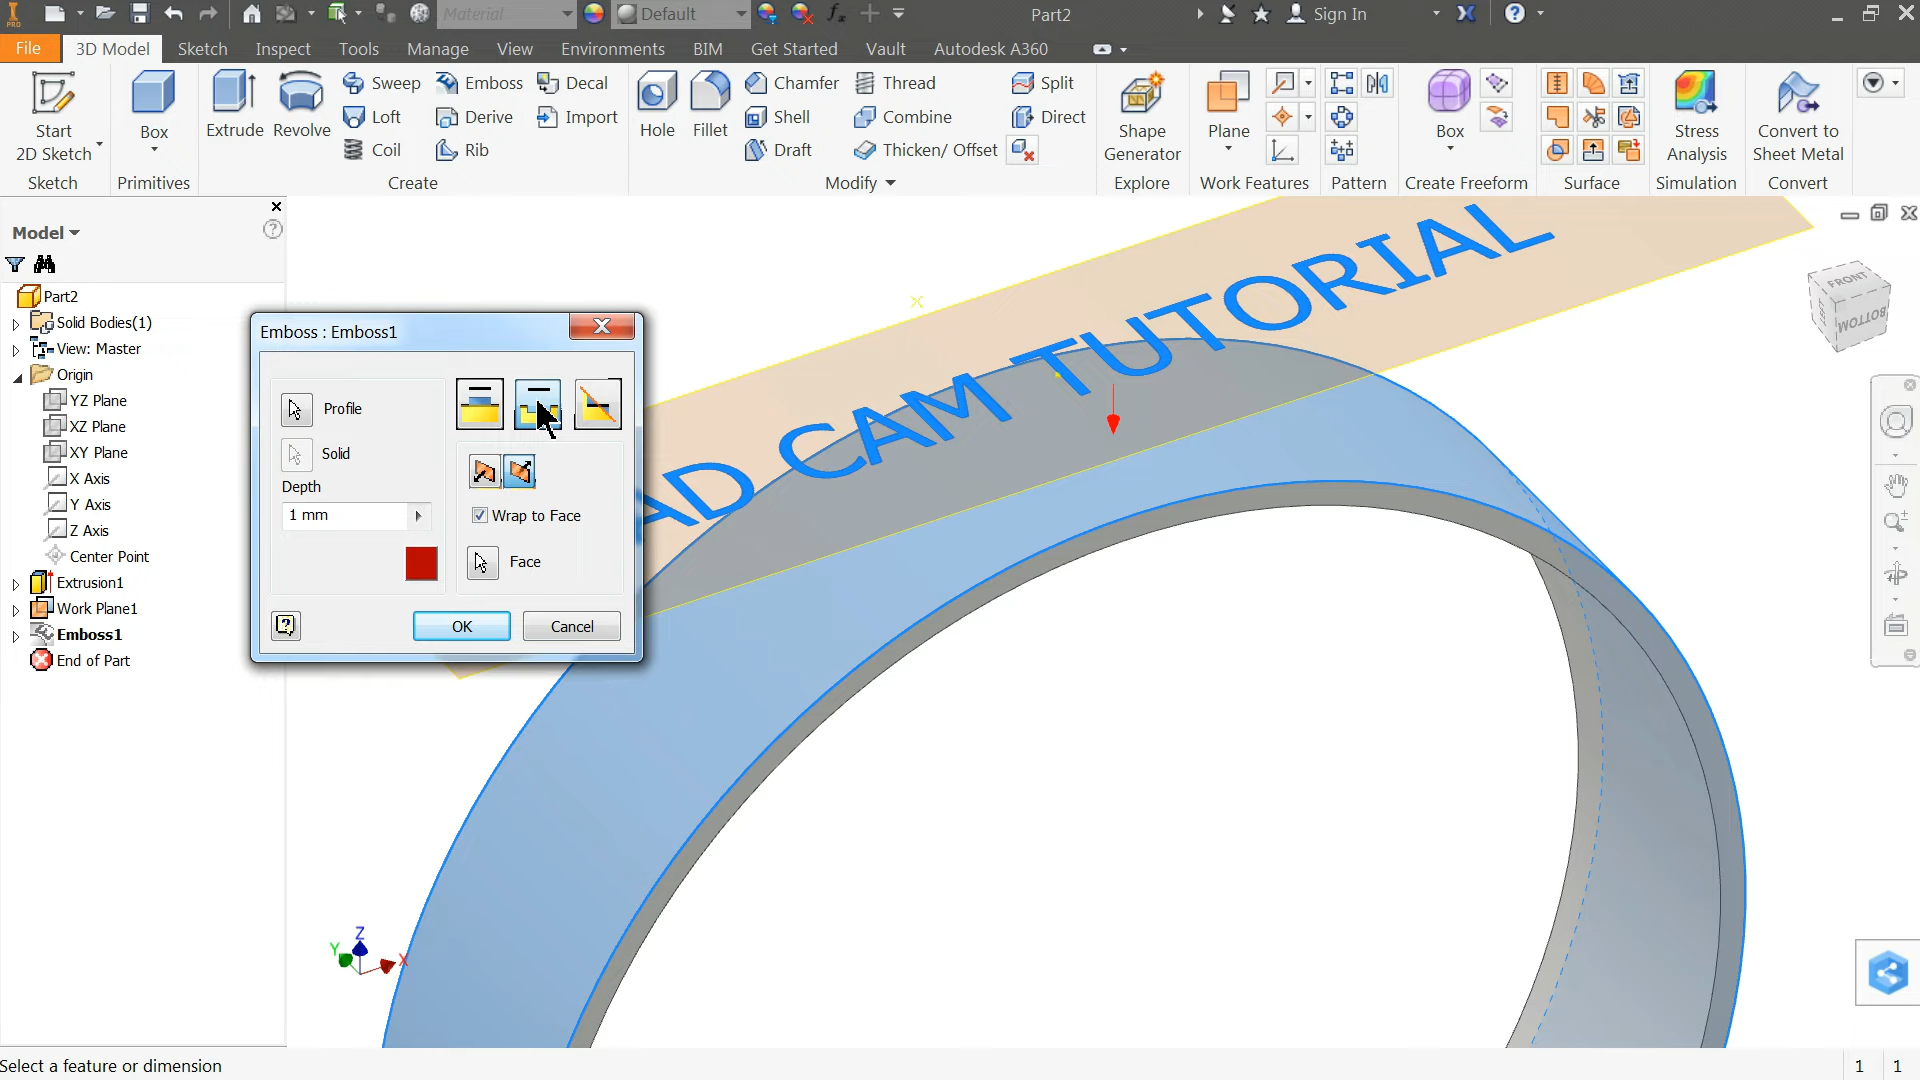 PRO
Material
Default
Part2
Sign In
File
3D Model
Sketch
Inspect
Tools
Manage
View
Environments
BIM
Get Started
Vault
Autodesk A360
Start
2D Sketch
Sketch
Box
Primitives
Extrude
Revolve
Sweep
Emboss
Decal
Loft
Derive
Import
Coil
Rib
Create
Hole
Fillet
Chamfer
Thread
Split
Shell
Combine
Direct
Draft
Thicken/ Offset
Modify
Shape
Generator
Explore
Plane
Work Features
Pattern
Box
Create Freeform
Surface
Stress
Analysis
Simulation
Convert to
Sheet Metal
Convert
Model
Part2
Solid Bodies(1)
View: Master
Origin
YZ Plane
XZ Plane
XY Plane
X Axis
Y Axis
Z Axis
Center Point
Extrusion1
Work Plane1
Emboss1
End of Part
Emboss : Emboss1
Profile
Solid
Depth
1 mm
Wrap to Face
Face
OK
Cancel
AD CAM TUTORIAL
FRONT
BOTTOM
Z
Y
X
Select a feature or dimension
1
1